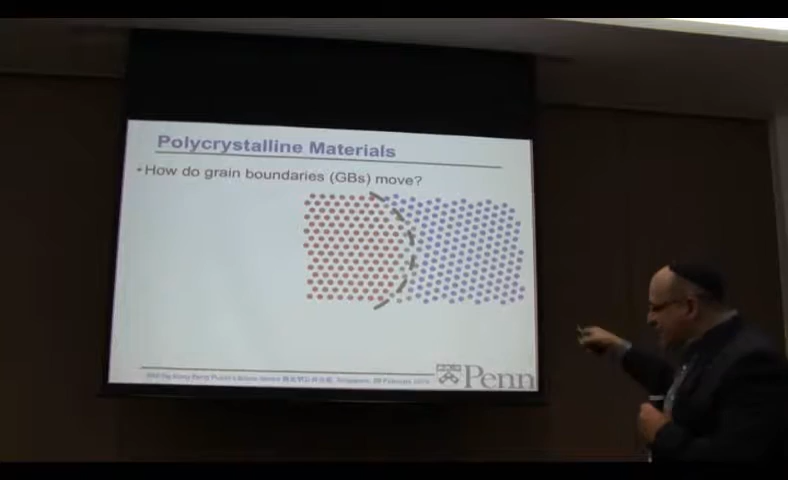 Polycrystalline Materials
• How do grain boundaries (GBs) move?
Penn